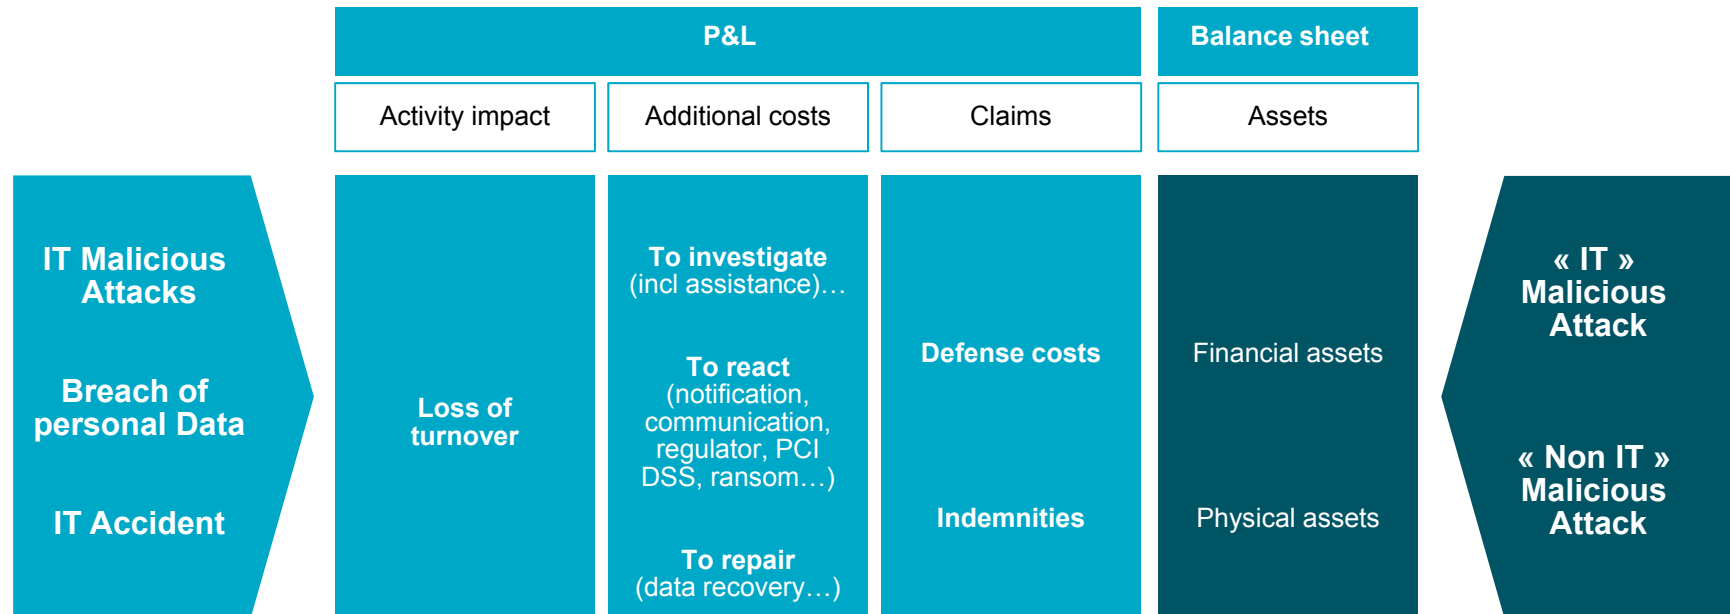 P&L
Balance sheet
Activity impact
Additional costs
Claims
Assets
IT Malicious
Attacks
Breach of
personal Data
IT Accident
Loss of
turnover
To investigate
(incl assistance)…
To react
(notification,
communication,
regulator, PCI
DSS, ransom…)
To repair
(data recovery…)
Defense costs
Indemnities
Financial assets
Physical assets
« IT »
Malicious
Attack
« Non IT »
Malicious
Attack